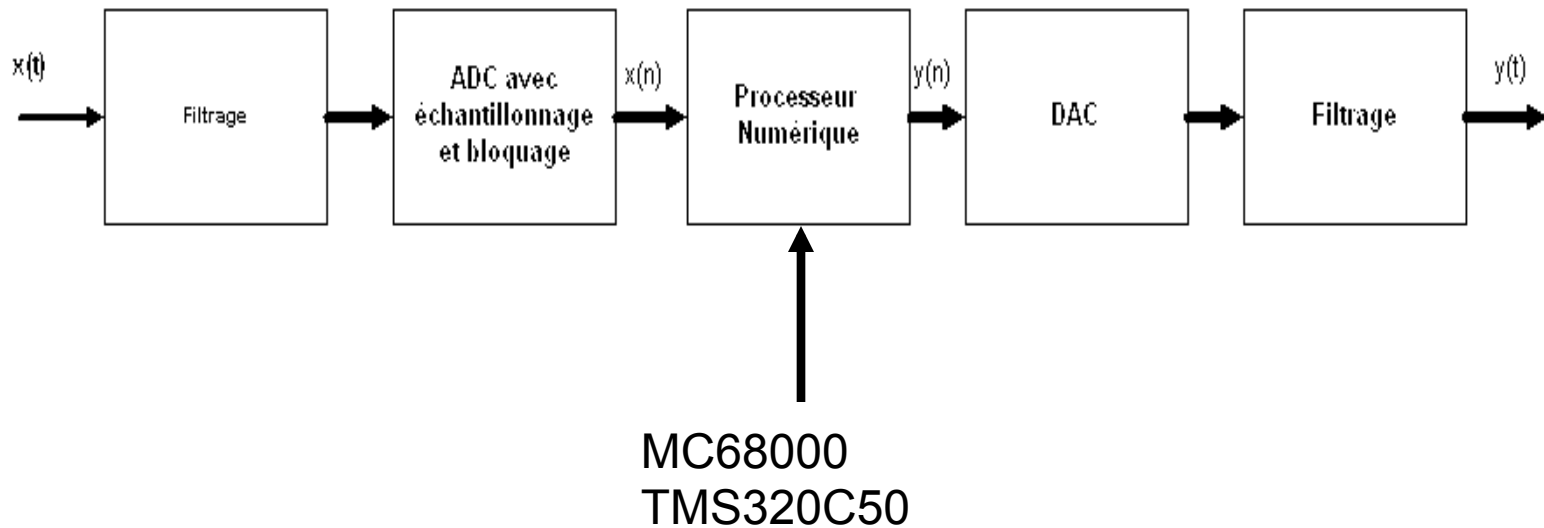 x(t)
Filtrage
ADC avec
échantillonnage
et bloquage
x(n)
Processeur
Numérique
y(n)
DAC
Filtrage
y(t)
MC68000
TMS320C50